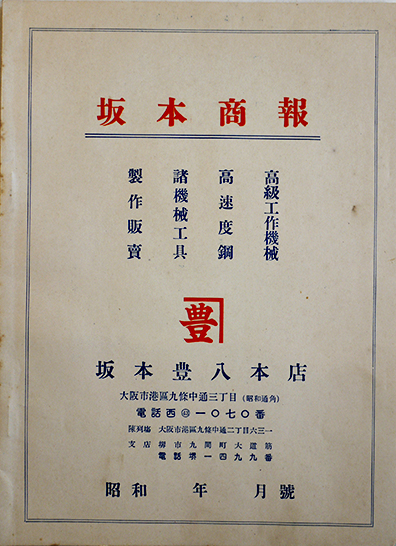 坂本商報
高級工作機械
高速度鋼
諸機械工具
製作販賣
豊
坂本豊八本店
大阪市港區九條中通三丁目(昭和通角)
電話西㊸一〇七〇番
陳列場 大阪市港區九條中通二丁目六三一
支店 堺市九間町大道筋
電話堺一四九九番
昭和 年 月號